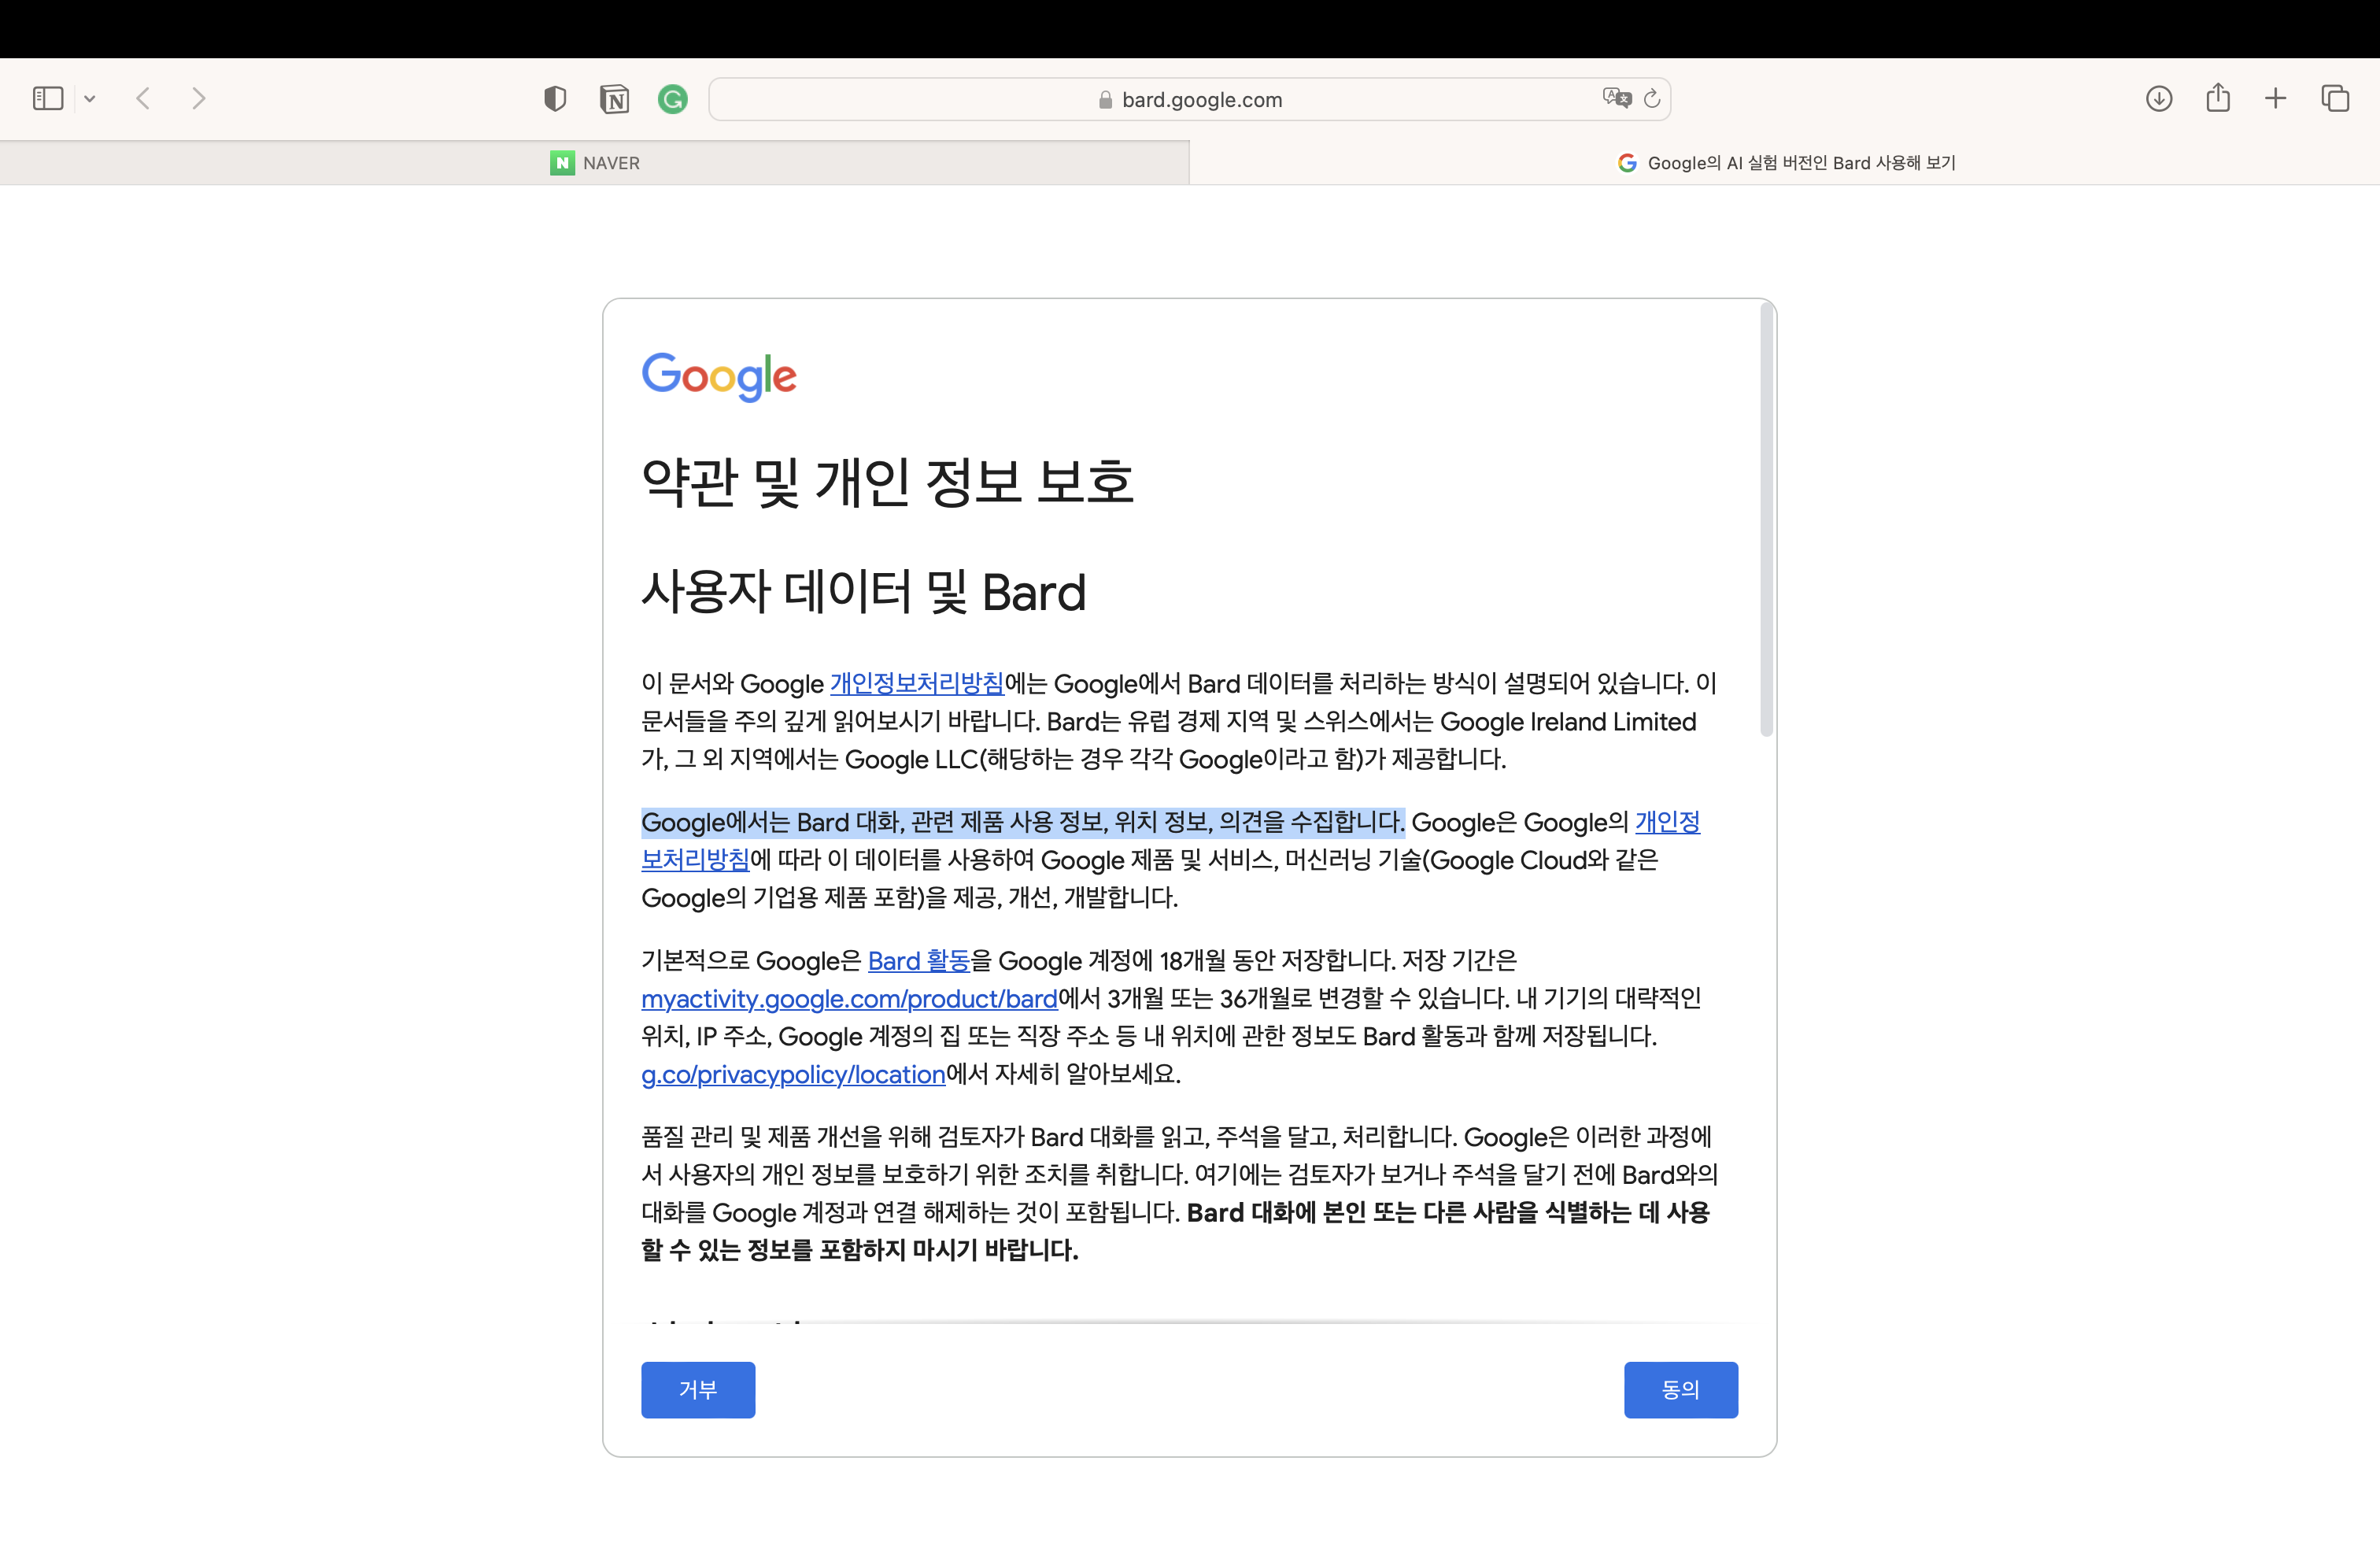 bard.google.com
NAVER
Google의 AI 실험 버전인 Bard 사용해 보기
Google
약관 및 개인 정보 보호
사용자 데이터 및 Bard
이 문서와 Google 개인정보처리방침에는 Google에서 Bard 데이터를 처리하는 방식이 설명되어 있습니다. 이
문서들을 주의 깊게 읽어보시기 바랍니다. Bard는 유럽 경제 지역 및 스위스에서는 Google Ireland Limited
가, 그 외 지역에서는 Google LLC(해당하는 경우 각각 Google이라고 함)가 제공합니다.
Google에서는 Bard 대화, 관련 제품 사용 정보, 위치 정보, 의견을 수집합니다. Google은 Google의 개인정
보처리방침에 따라 이 데이터를 사용하여 Google 제품 및 서비스, 머신러닝 기술(Google Cloud와 같은
Google의 기업용 제품 포함)을 제공, 개선, 개발합니다.
기본적으로 Google은 Bard 활동을 Google 계정에 18개월 동안 저장합니다. 저장 기간은
myactivity.google.com/product/bard에서 3개월 또는 36개월로 변경할 수 있습니다. 내 기기의 대략적인
위치, IP 주소, Google 계정의 집 또는 직장 주소 등 내 위치에 관한 정보도 Bard 활동과 함께 저장됩니다.
g.co/privacypolicy/location에서 자세히 알아보세요.
품질 관리 및 제품 개선을 위해 검토자가 Bard 대화를 읽고, 주석을 달고, 처리합니다. Google은 이러한 과정에
서 사용자의 개인 정보를 보호하기 위한 조치를 취합니다. 여기에는 검토자가 보거나 주석을 달기 전에 Bard와의
대화를 Google 계정과 연결 해제하는 것이 포함됩니다. Bard 대화에 본인 또는 다른 사람을 식별하는 데 사용
할 수 있는 정보를 포함하지 마시기 바랍니다.
거부
동의